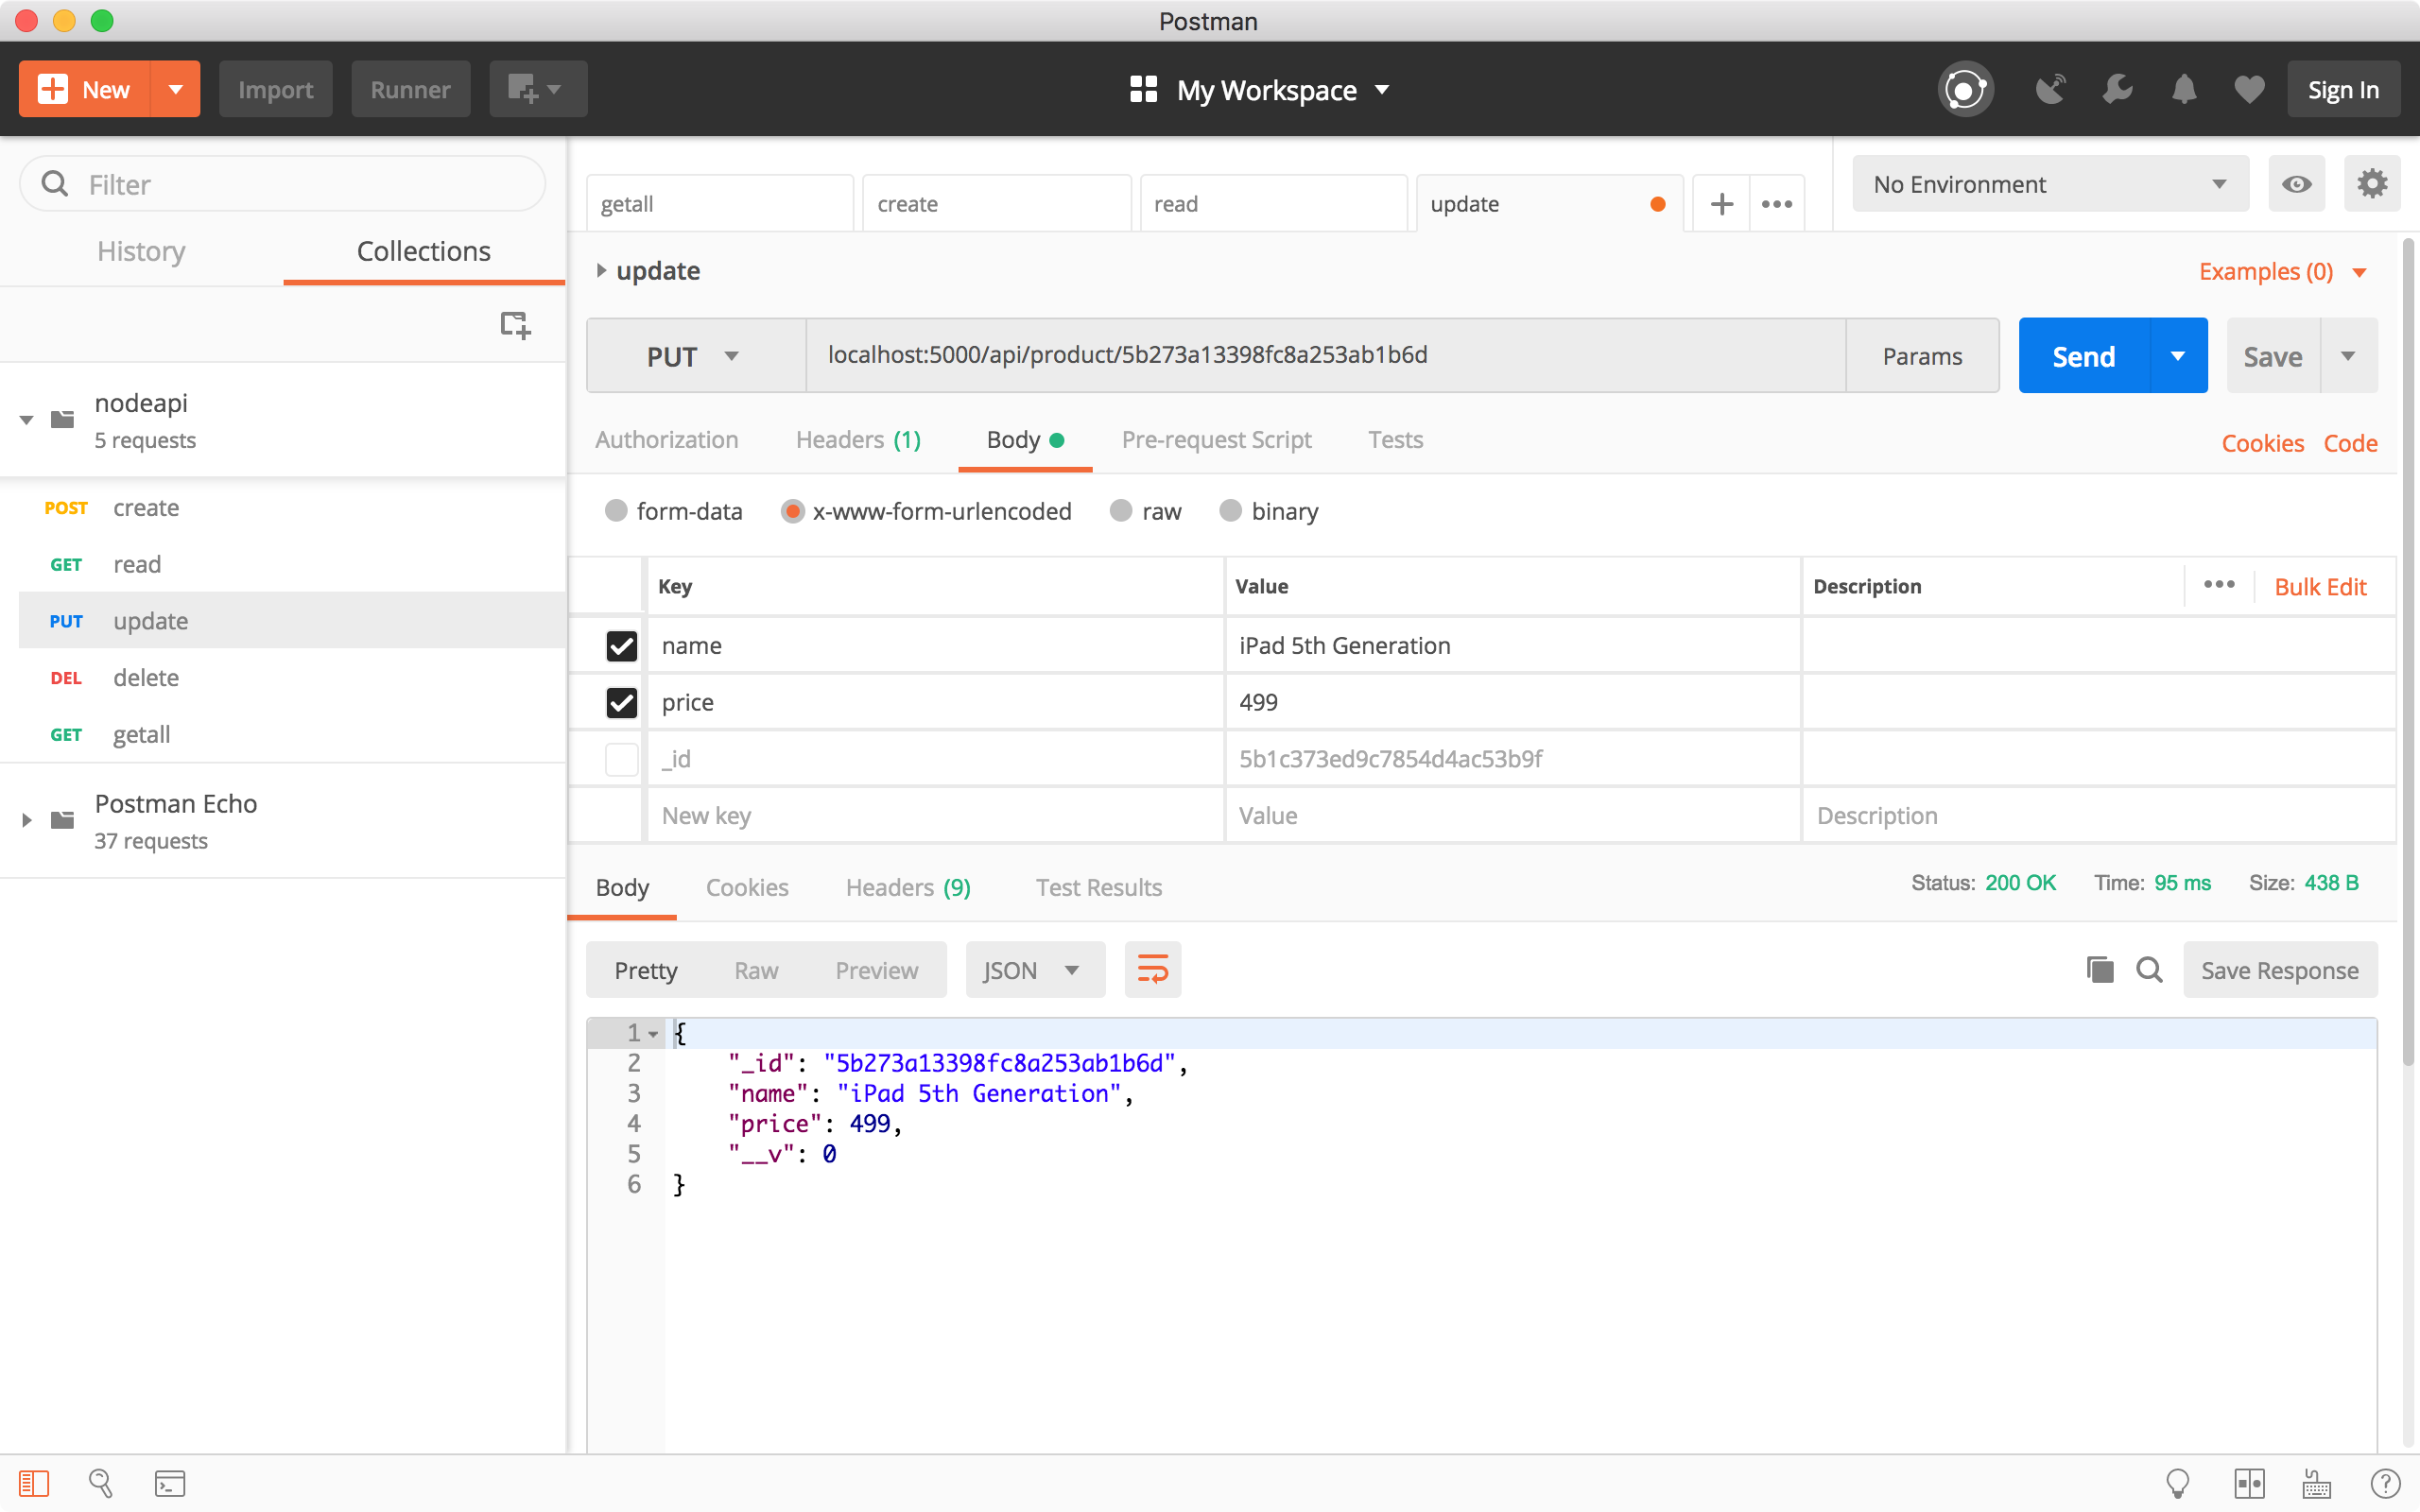 Postman
New
Import
Runner
My Workspace
Sign In
Filter
History
Collections
nodeapi
5 requests
POST create
GET read
PUT update
DEL delete
GET getall
Postman Echo
37 requests
getall
create
read
update
No Environment
update
Examples (0)
PUT
localhost:5000/api/product/5b273a13398fc8a253ab1b6d
Params
Send
Save
Authorization
Headers (1)
Body
Pre-request Script
Tests
Cookies
Code
form-data
x-www-form-urlencoded
raw
binary
Key Value Description
Bulk Edit
name iPad 5th Generation
price 499
_id 5b1c373ed9c7854d4ac53b9f
New key Value Description
Body
Cookies
Headers (9)
Test Results
Status: 200 OK
Time: 95 ms
Size: 438 B
Pretty
Raw
Preview
JSON
Save Response
1 {
2 "_id": "5b273a13398fc8a253ab1b6d",
3 "name": "iPad 5th Generation",
4 "price": 499,
5 "__v": 0
6 }